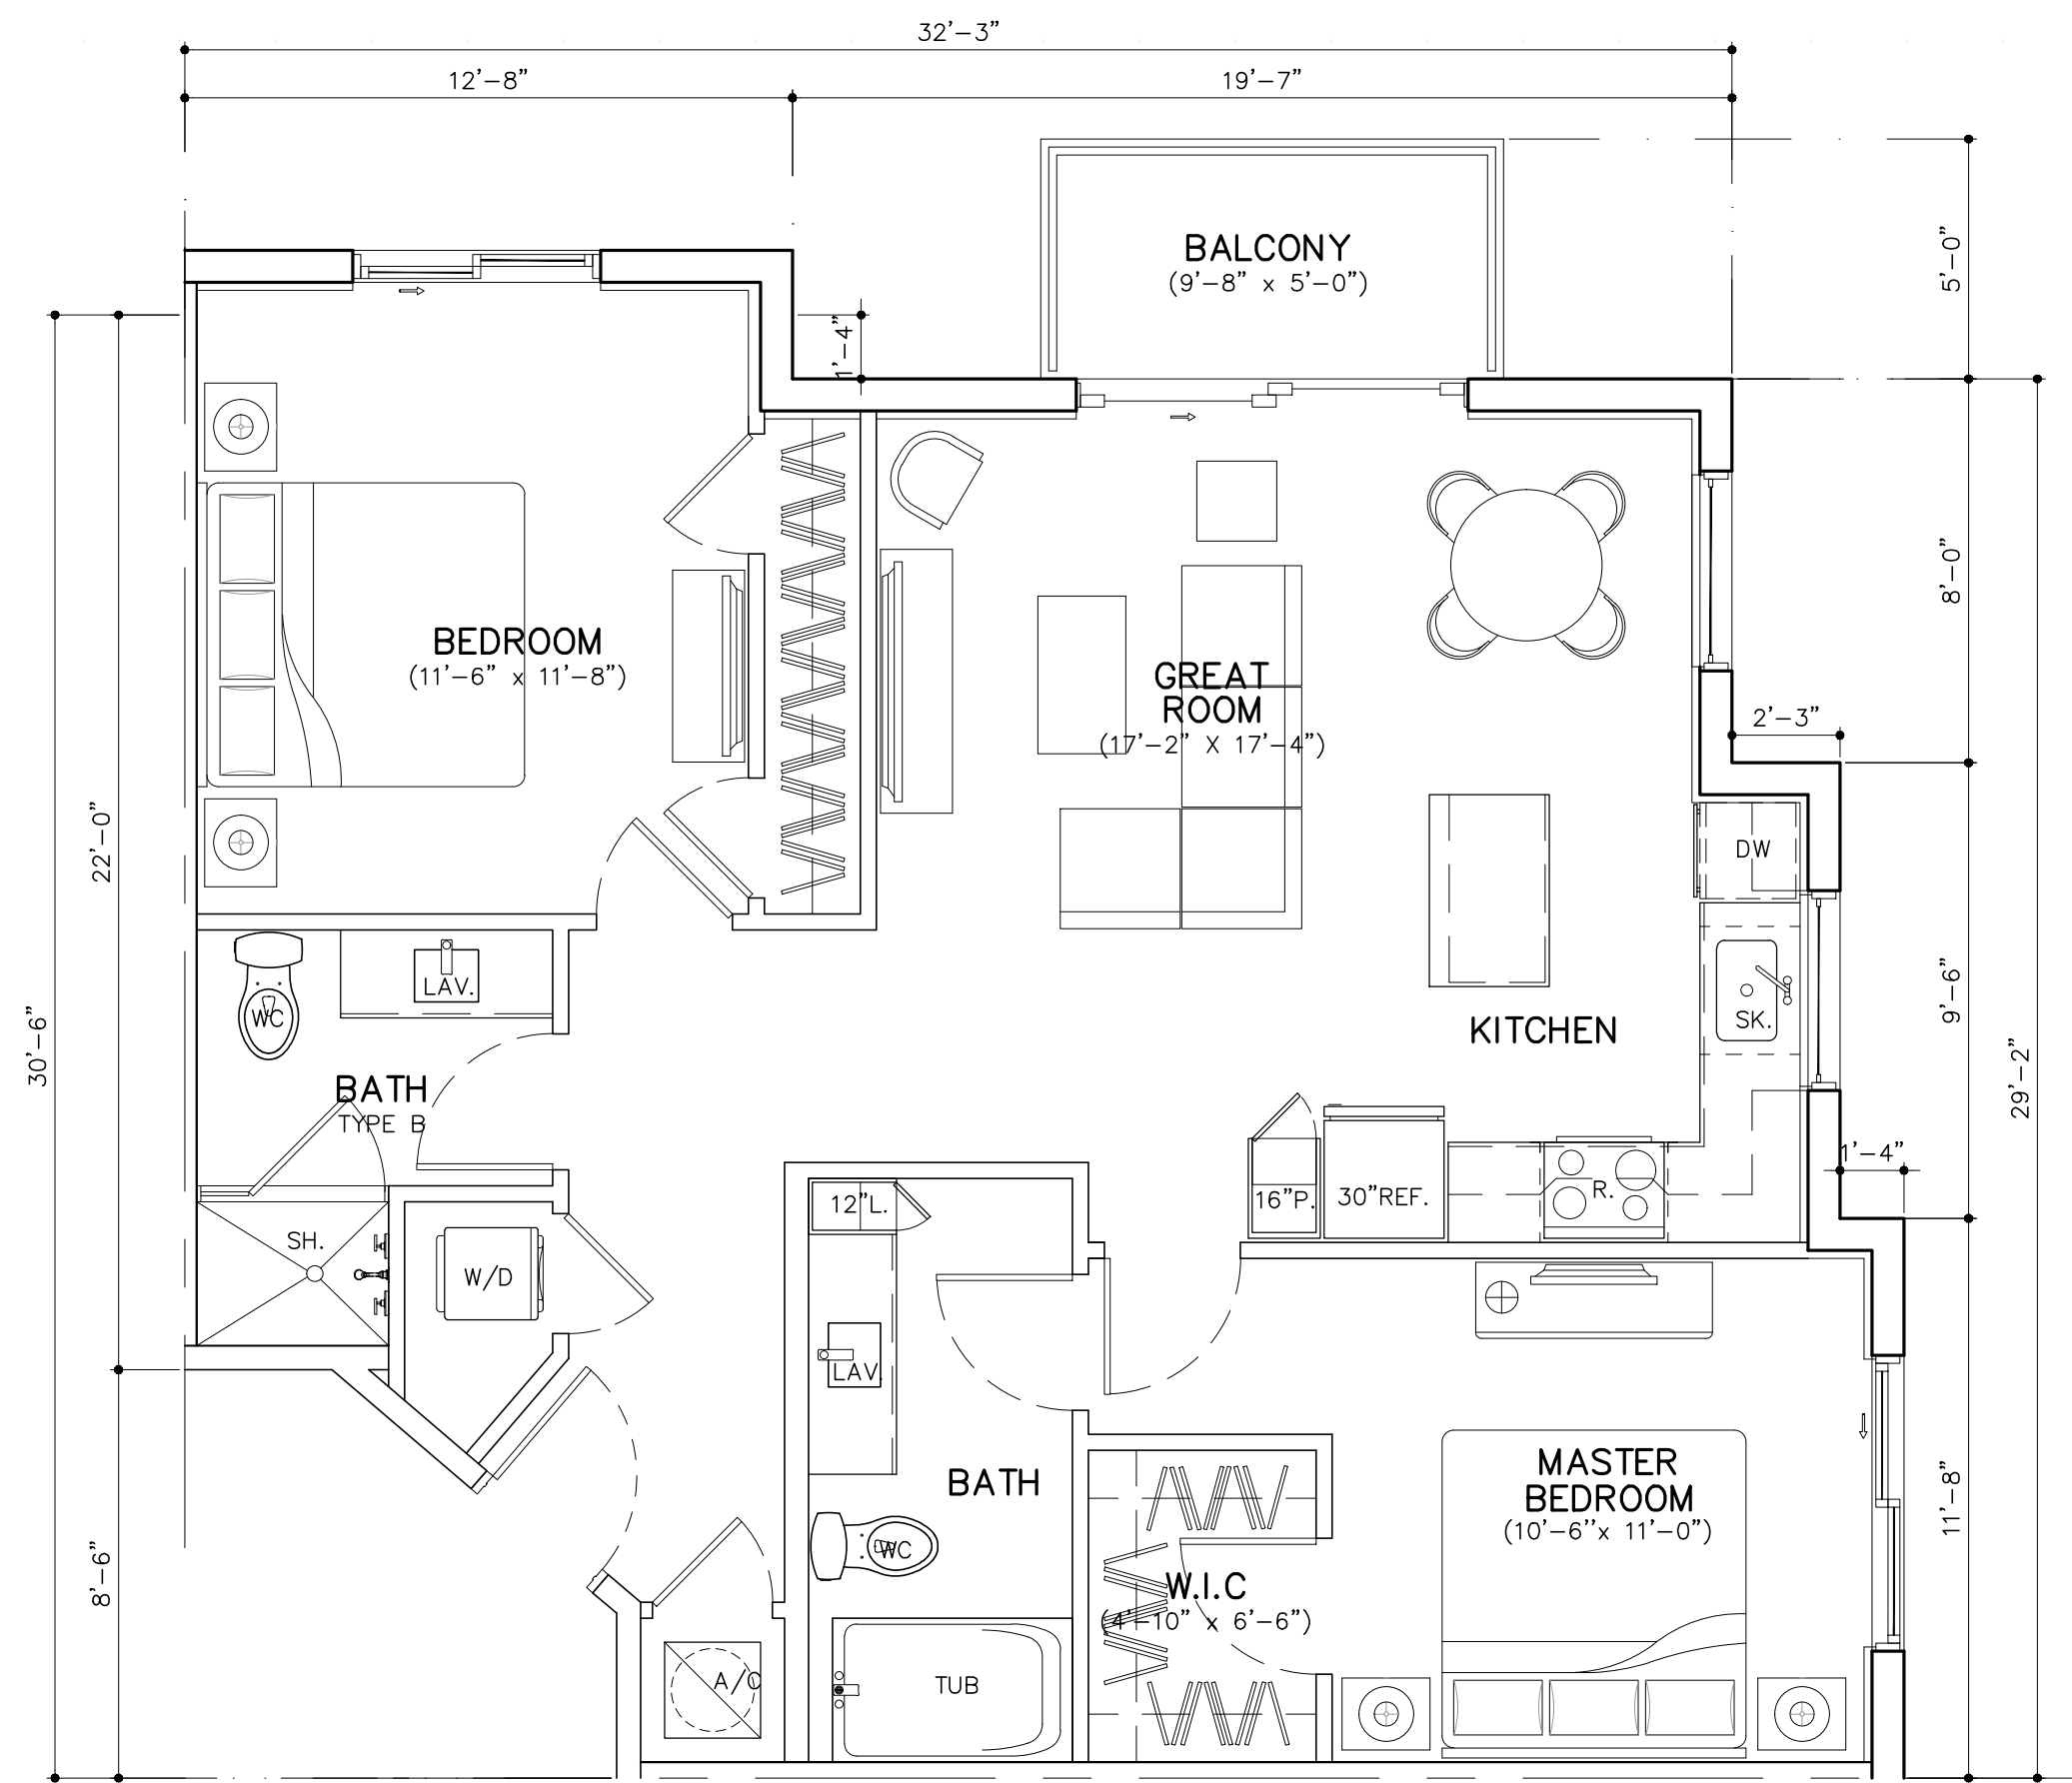 32'-3"
12'-8"
19'-7"
BALCONY
(9'-8" x 5'-0")
5'-0"
1'-4"
8'-0"
BEDROOM
(11'-6" x 11'-8")
GREAT
ROOM
(17'-2" X 17'-4")
2'-3"
22'-0"
DW
LAV.
WC
SK.
KITCHEN
9'-6"
30'-6"
29'-2"
BATH
TYPE B
1'-4"
12"L.
16"P.
30"REF.
R.
SH.
W/D
LAV.
BATH
MASTER
BEDROOM
(10'-6"x 11'-0")
11'-8"
8'-6"
WC
W.I.C
(4'-10" x 6'-6")
A/C
TUB